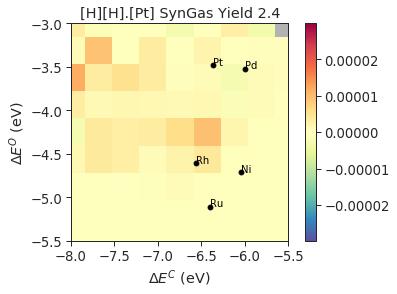 [H][H].[Pt] SynGas Yield 2.4
−3.0
−3.5
−4.0
−4.5
−5.0
−5.5
ΔE^O (eV)
Pt
Pd
Rh
Ni
Ru
−8.0 −7.5 −7.0 −6.5 −6.0 −5.5
ΔE^C (eV)
0.00002
0.00001
0.00000
−0.00001
−0.00002